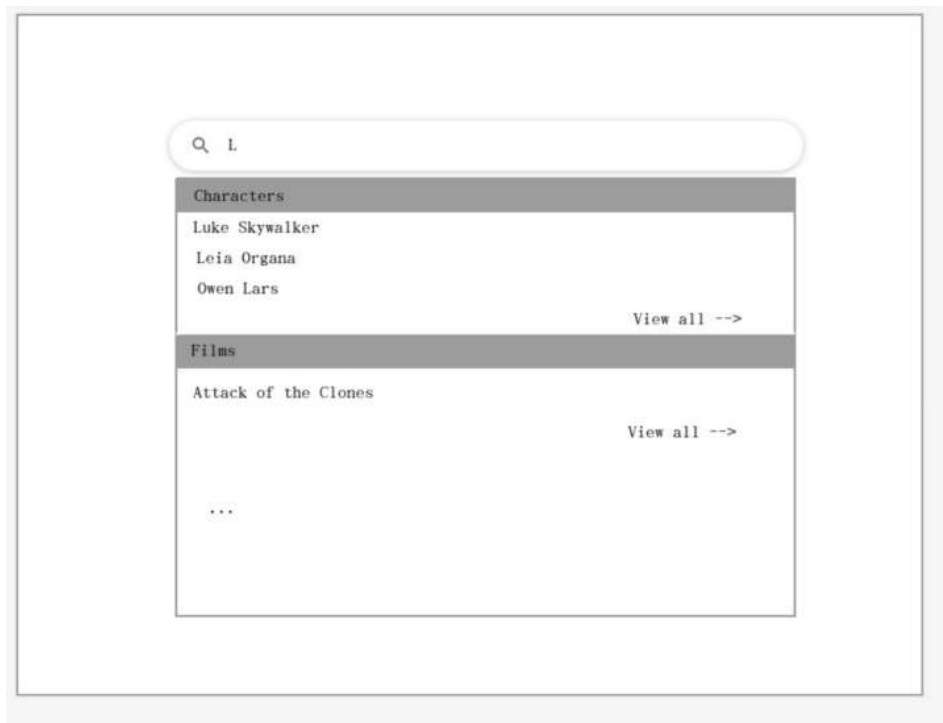 L
Characters
Luke Skywalker
Leia Organa
Owen Lars
View all -->
Films
Attack of the Clones
View all -->
...